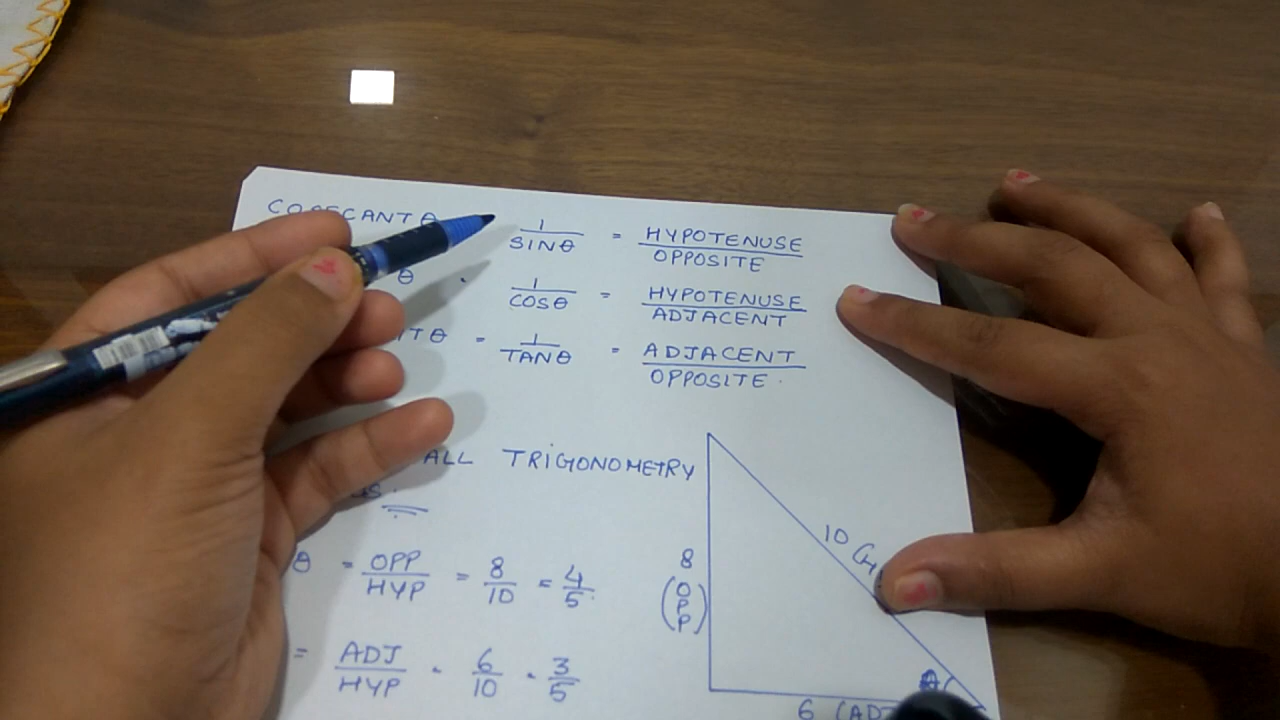 COSECANT θ 1/SINθ = HYPOTENUSE/OPPOSITE
θ 1/COSθ = HYPOTENUSE/ADJACENT
θ = 1/TANθ = ADJACENT/OPPOSITE
ALL TRIGONOMETRY
θ = OPP/HYP = 8/10 = 4/5
= ADJ/HYP = 6/10 = 3/5
8 (OPP)
10 (H
θ
6 (ADJ